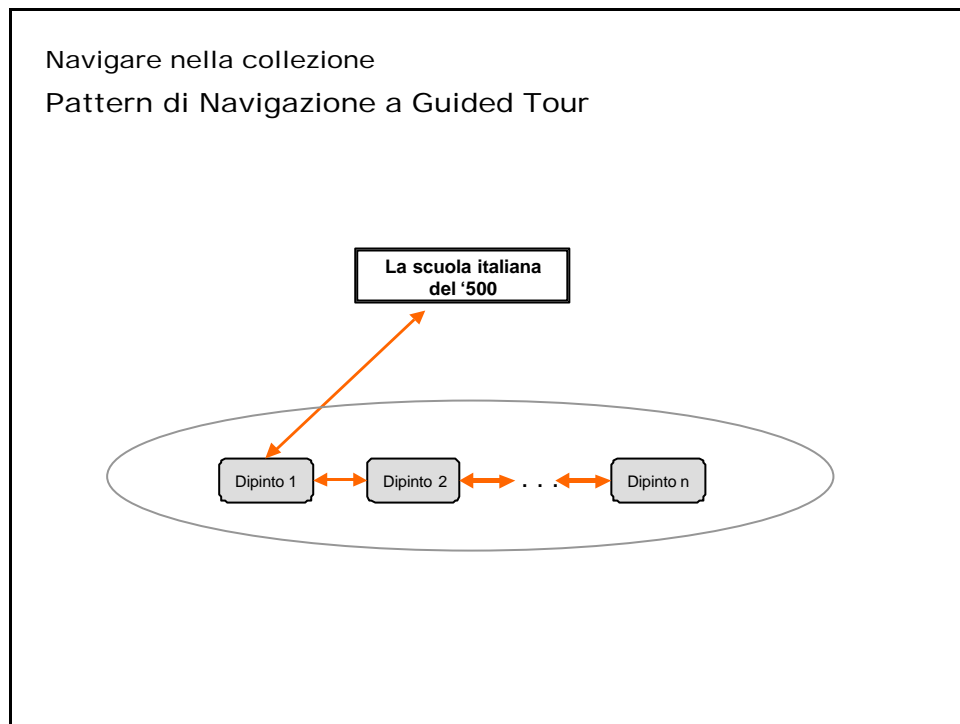 Navigare nella collezione
Pattern di Navigazione a Guided Tour
La scuola italiana
del ‘500
Dipinto 1
Dipinto 2
. . .
Dipinto n